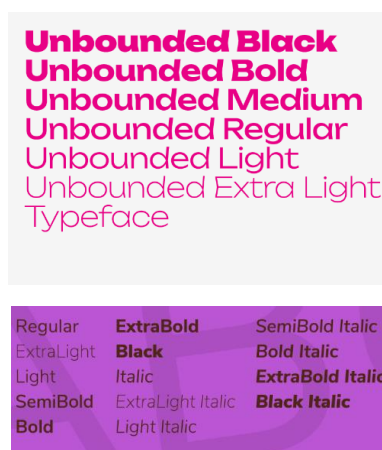 Unbounded Black
Unbounded Bold
Unbounded Medium
Unbounded Regular
Unbounded Light
Unbounded Extra Light
Typeface
Regular
ExtraLight
Light
SemiBold
Bold
ExtraBold
Black
Italic
ExtraLight Italic
Light Italic
SemiBold Italic
Bold Italic
ExtraBold Italic
Black Italic